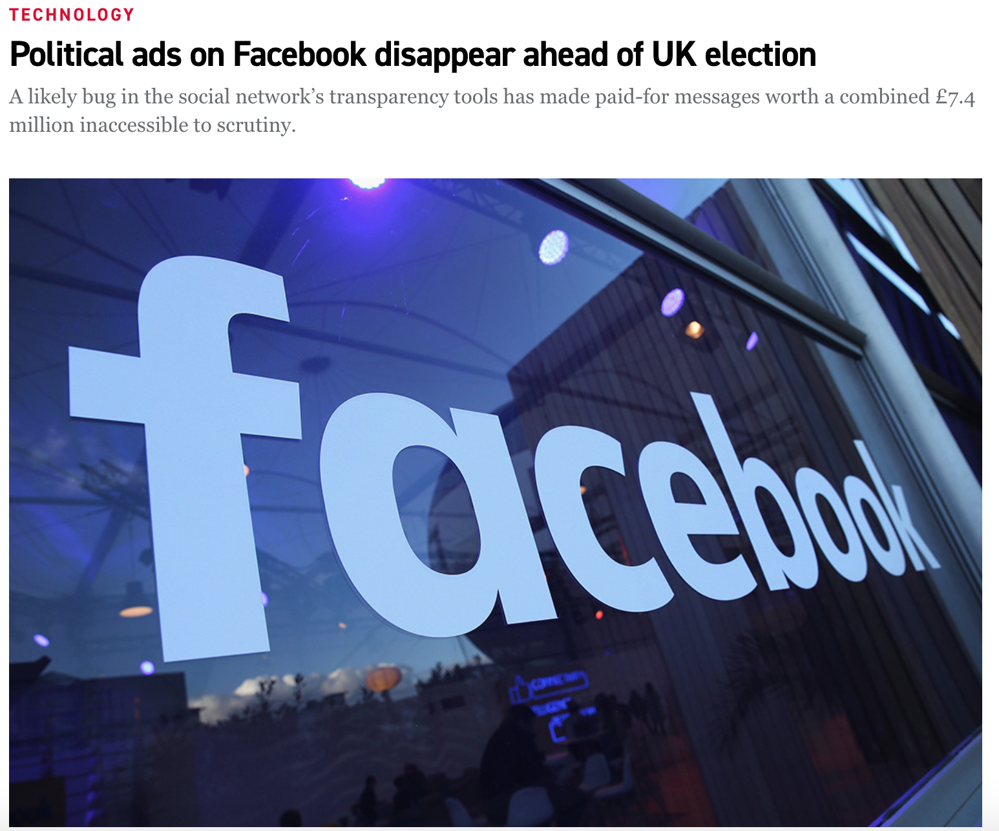 TECHNOLOGY
Political ads on Facebook disappear ahead of UK election
A likely bug in the social network’s transparency tools has made paid-for messages worth a combined £7.4
million inaccessible to scrutiny.
facebook